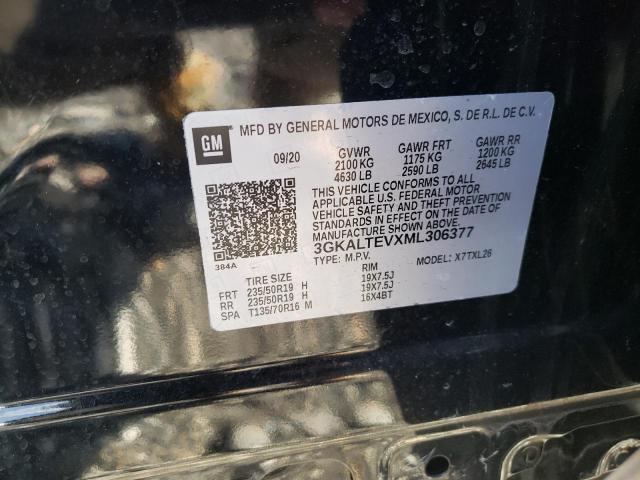 GM
MFD BY GENERAL MOTORS DE MEXICO, S. DE R.L. DE C.V.
09/20 GVWR GAWR FRT GAWR RR
2100 KG 1175 KG 1200 KG
4630 LB 2590 LB 2645 LB
THIS VEHICLE CONFORMS TO ALL
APPLICABLE U.S. FEDERAL MOTOR
VEHICLE SAFETY AND THEFT PREVENTION
STANDARDS IN EFFECT ON THE DATE OF
MANUFACTURE SHOWN ABOVE.
3GKALTEVXML306377
384A TYPE: M.P.V. MODEL: X7TXL26
TIRE SIZE RIM
FRT 235/50R19 H 19X7.5J
RR 235/50R19 H 19X7.5J
SPA T135/70R16 M 16X4BT